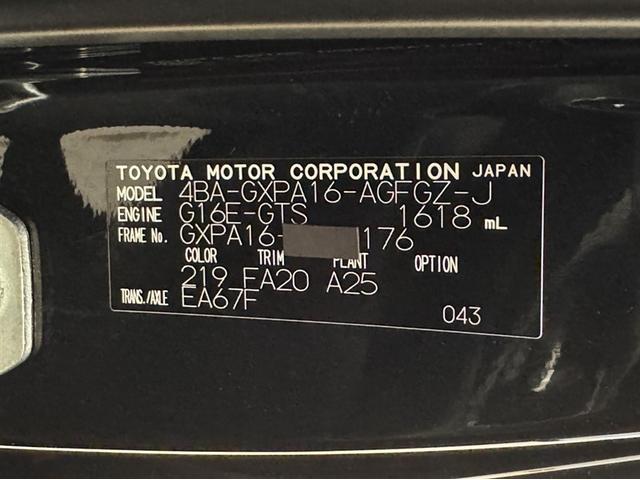 TOYOTA MOTOR CORPORATION JAPAN
MODEL 4BA-GXPA16-AGFGZ-J
ENGINE G16E-GTS 1618 mL
FRAME No. GXPA16- 176
COLOR TRIM PLANT OPTION
219 EA20 A25
TRANS./AXLE EA67F 043